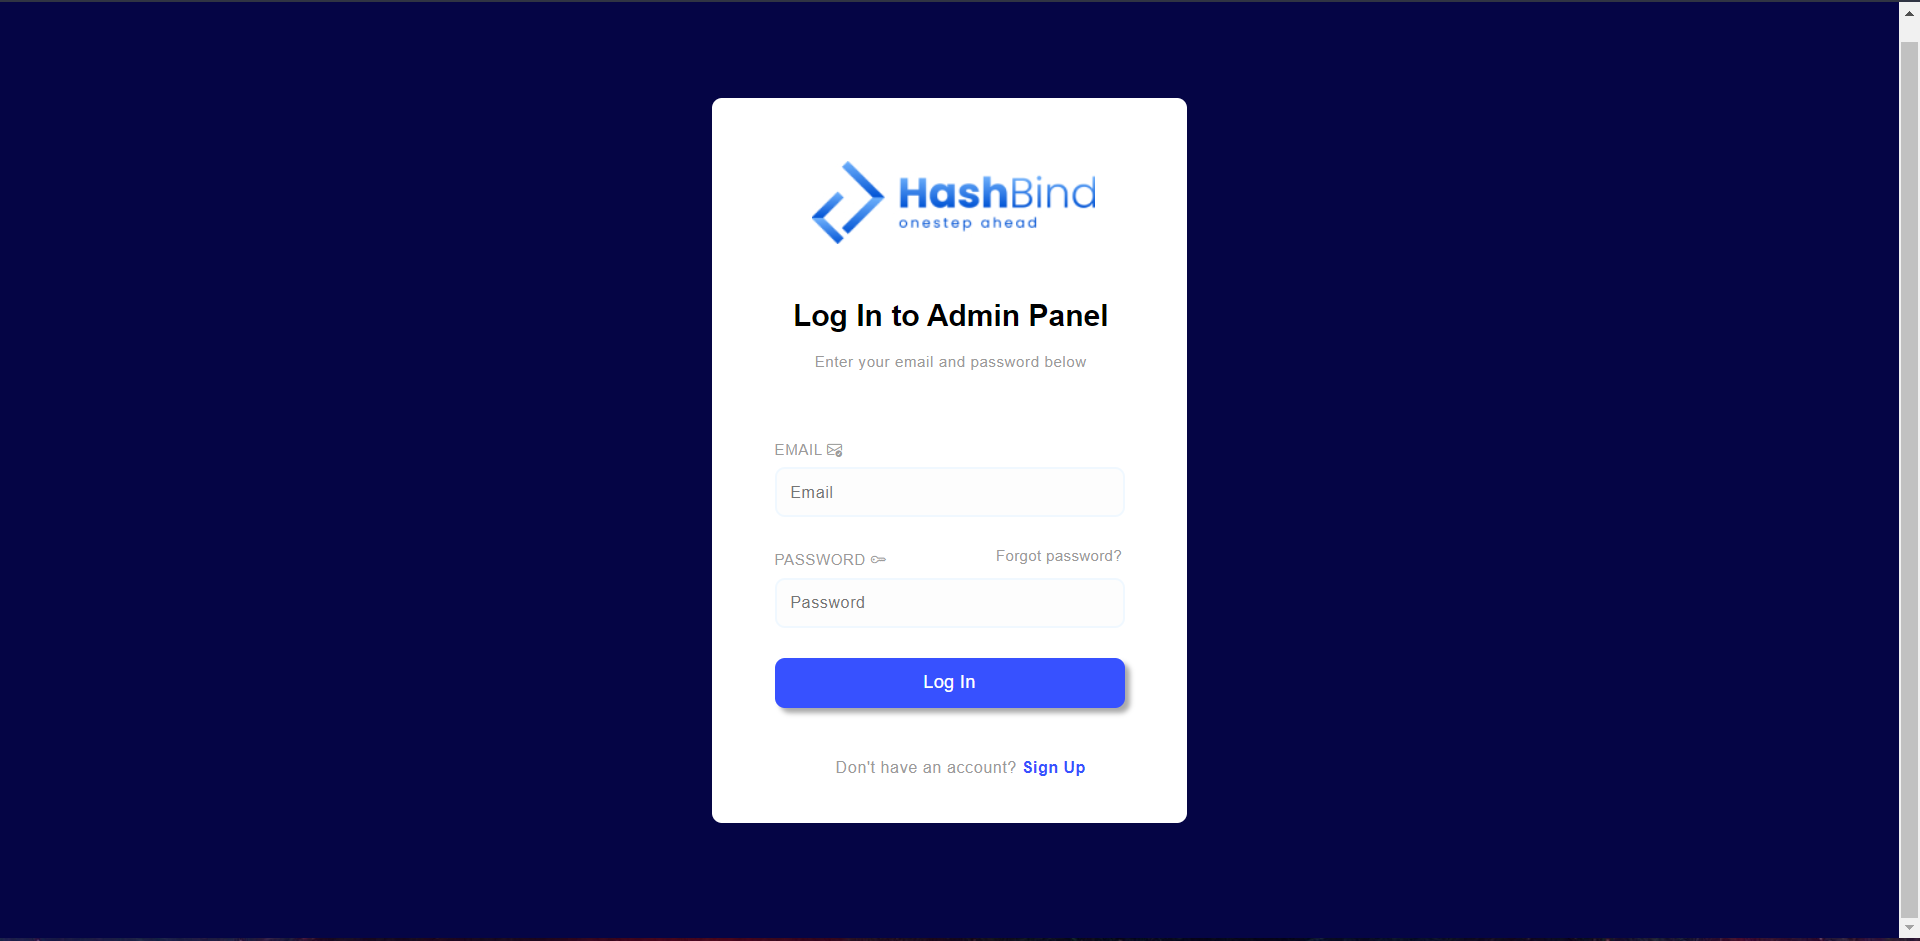 HashBind
onestep ahead
Log In to Admin Panel
Enter your email and password below
EMAIL
Email
PASSWORD
Forgot password?
Password
Log In
Don't have an account? Sign Up